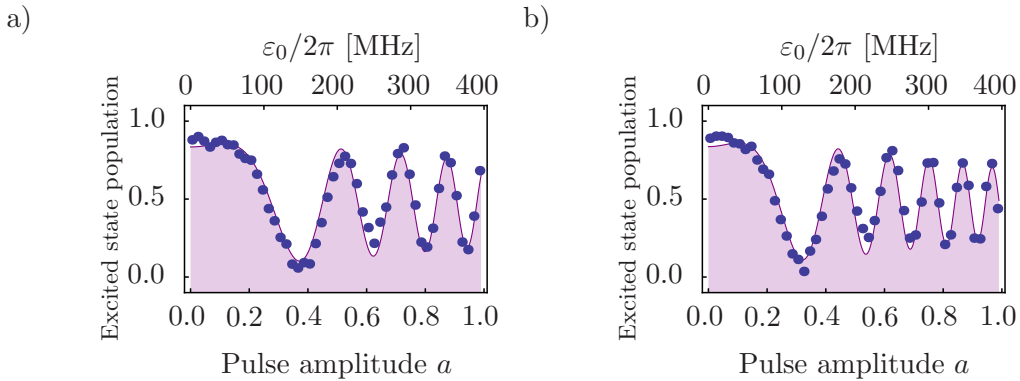 a)
ε₀/2π [MHz]
0 100 200 300 400
Excited state population
1.0
0.5
0.0
0.0 0.2 0.4 0.6 0.8 1.0
Pulse amplitude a
b)
ε₀/2π [MHz]
0 100 200 300 400
Excited state population
1.0
0.5
0.0
0.0 0.2 0.4 0.6 0.8 1.0
Pulse amplitude a